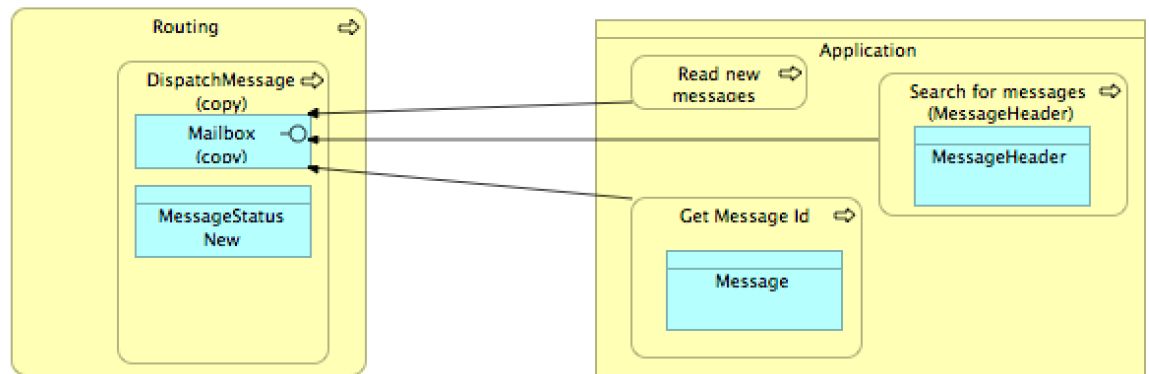 Routing
DispatchMessage
(copy)
Mailbox
(copy)
MessageStatus
New
Application
Read new
messages
Search for messages
(MessageHeader)
MessageHeader
Get Message Id
Message